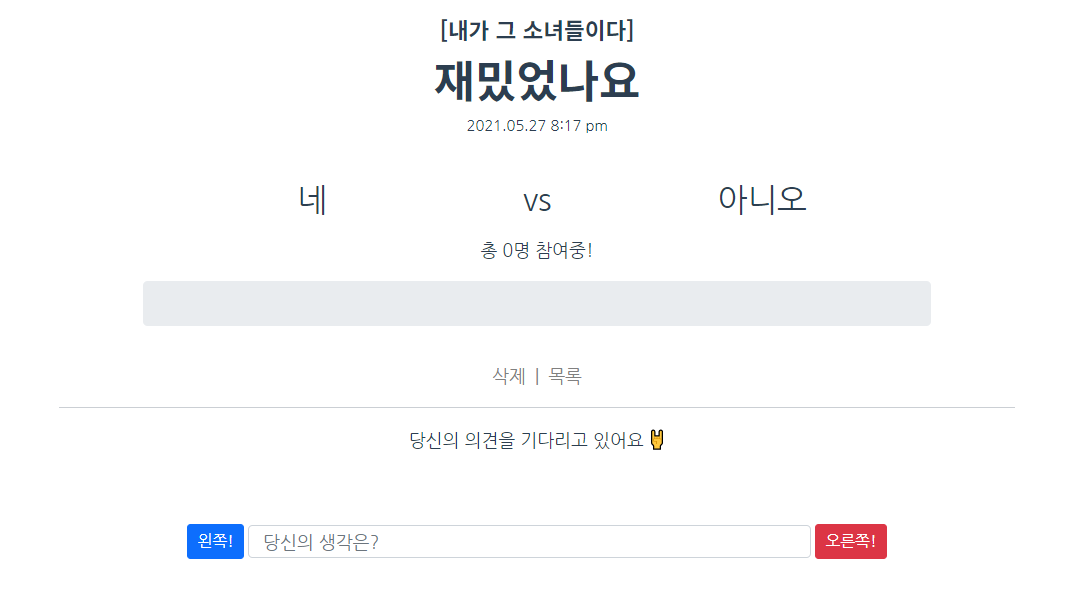 [내가 그 소녀들이다]
재밌었나요
2021.05.27 8:17 pm
네 vs 아니오
총 0명 참여중!
삭제 | 목록
당신의 의견을 기다리고 있어요 🤘
왼쪽! 당신의 생각은? 오른쪽!